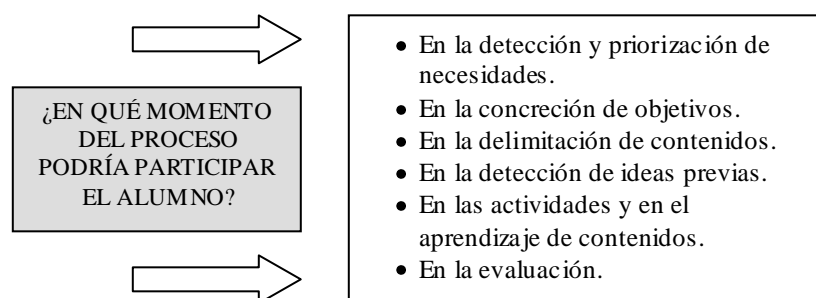 ¿EN QUÉ MOMENTO
DEL PROCESO
PODRÍA PARTICIPAR
EL ALUMNO?
• En la detección y priorización de
necesidades.
• En la concreción de objetivos.
• En la delimitación de contenidos.
• En la detección de ideas previas.
• En las actividades y en el
aprendizaje de contenidos.
• En la evaluación.